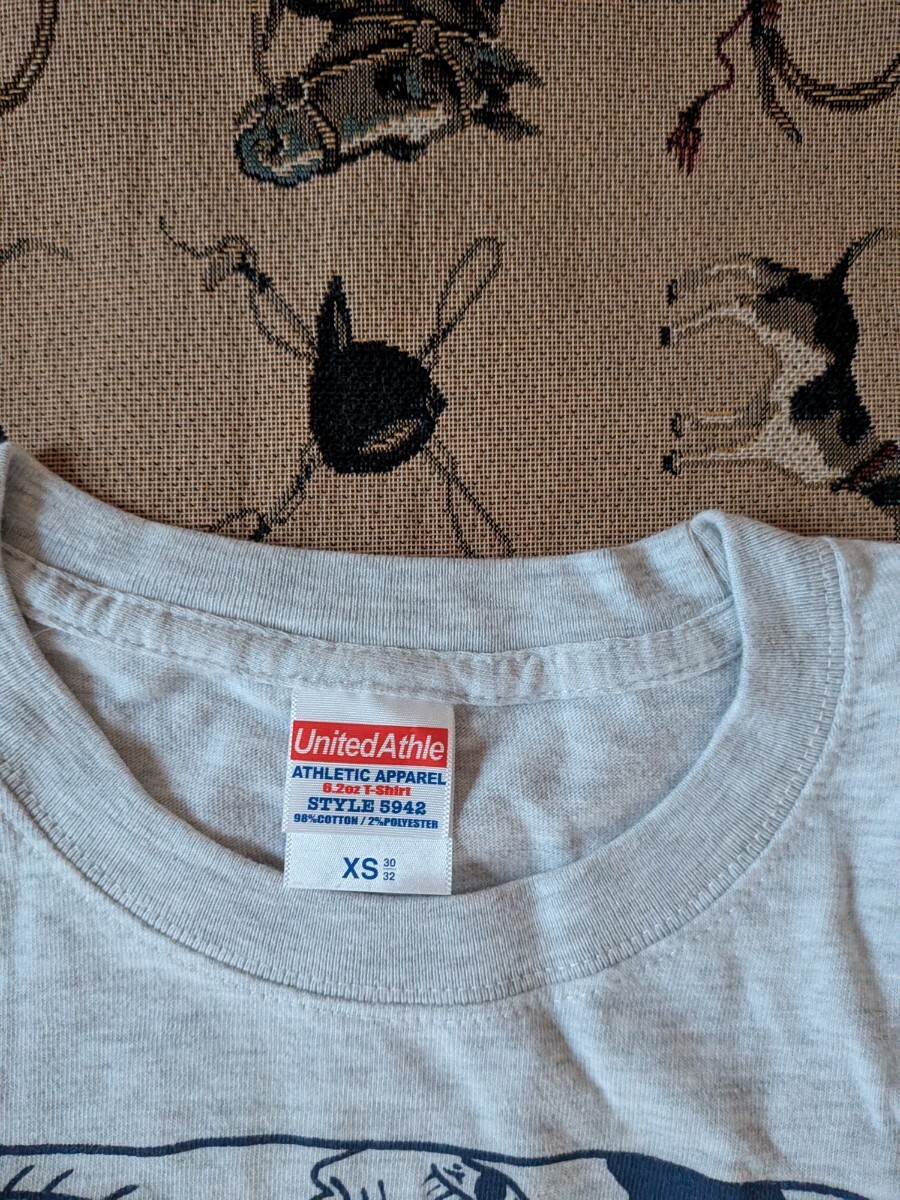 UnitedAthle
ATHLETIC APPAREL
6.2oz T-Shirt
STYLE 5942
98%COTTON / 2%POLYESTER
XS 30
32